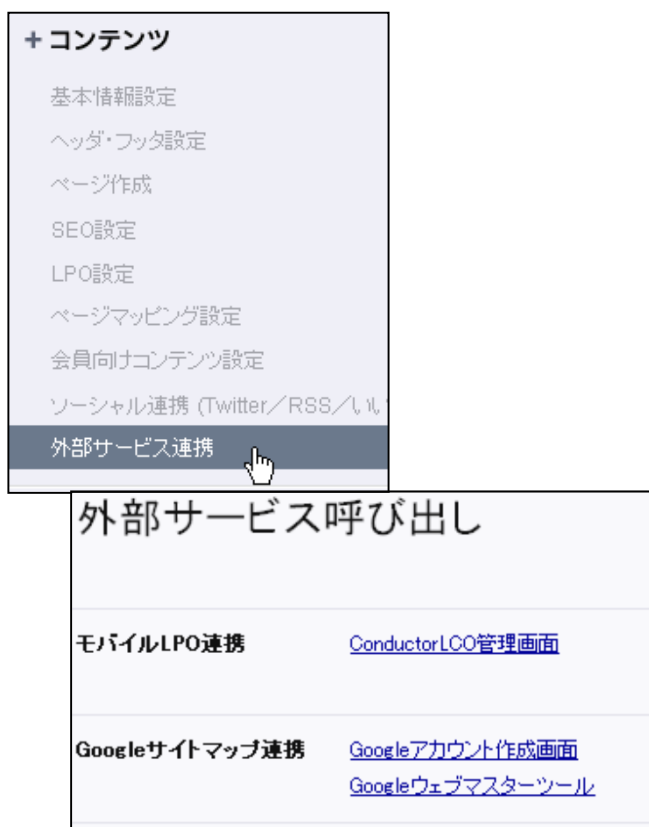 + コンテンツ
基本情報設定
ヘッダ・フッタ設定
ページ作成
SEO設定
LPO設定
ページマッピング設定
会員向けコンテンツ設定
ソーシャル連携 (Twitter／RSS／いい
外部サービス連携
外部サービス呼び出し
モバイルLPO連携 ConductorLCO管理画面
Googleサイトマップ連携 Googleアカウント作成画面
Googleウェブマスターツール